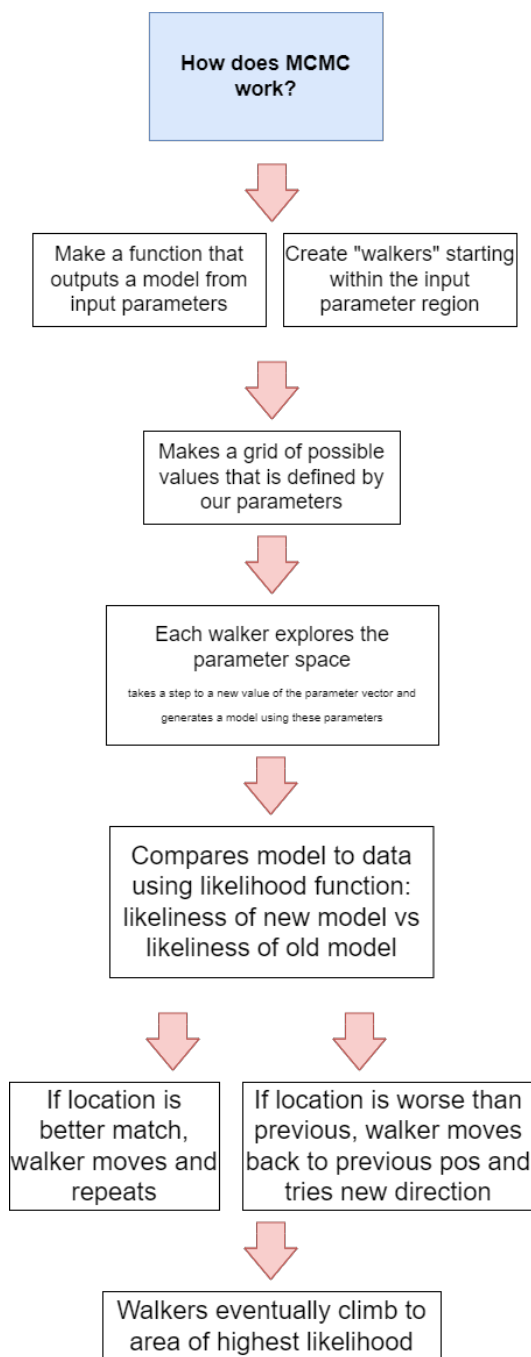 How does MCMC
work?
Make a function that
outputs a model from
input parameters
Create "walkers" starting
within the input
parameter region
Makes a grid of possible
values that is defined by
our parameters
Each walker explores the
parameter space
takes a step to a new value of the parameter vector and
generates a model using these parameters
Compares model to data
using likelihood function:
likeliness of new model vs
likeliness of old model
If location is
better match,
walker moves and
repeats
If location is worse than
previous, walker moves
back to previous pos and
tries new direction
Walkers eventually climb to
area of highest likelihood